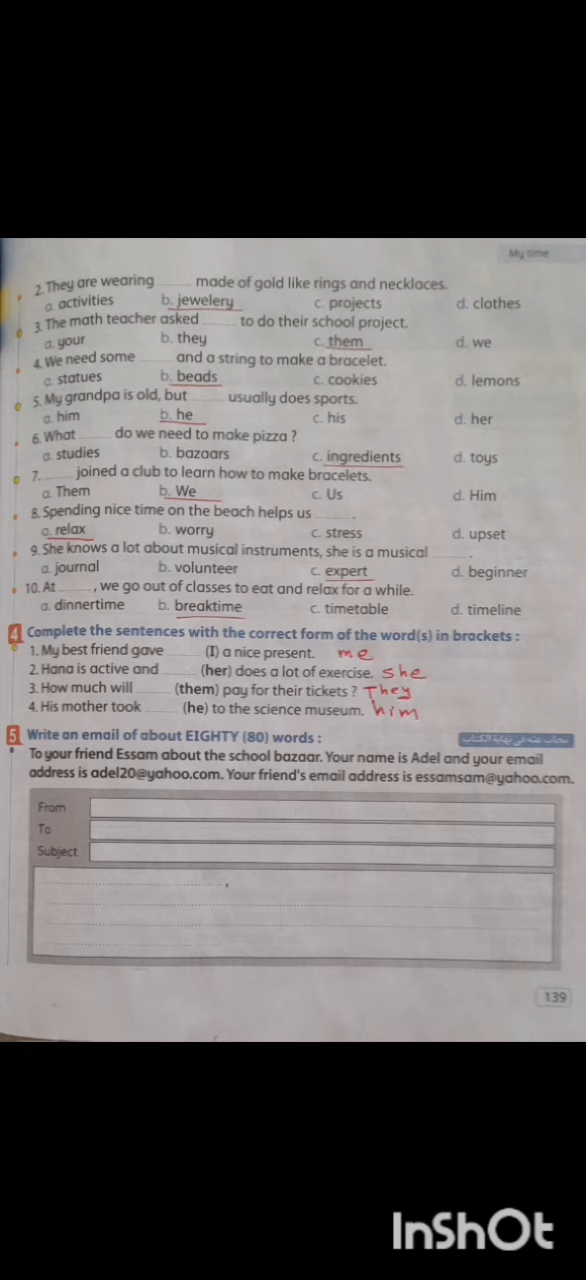 My time
2. They are wearing ........ made of gold like rings and necklaces.
a. activities b. jewelery c. projects d. clothes
3. The math teacher asked ........ to do their school project.
a. your b. they c. them d. we
4. We need some ........ and a string to make a bracelet.
a. statues b. beads c. cookies d. lemons
5. My grandpa is old, but ........ usually does sports.
a. him b. he c. his d. her
6. What ........ do we need to make pizza ?
a. studies b. bazaars c. ingredients d. toys
7. ........ joined a club to learn how to make bracelets.
a. Them b. We c. Us d. Him
8. Spending nice time on the beach helps us ........ .
a. relax b. worry c. stress d. upset
9. She knows a lot about musical instruments, she is a musical ........ .
a. journal b. volunteer c. expert d. beginner
10. At ........ , we go out of classes to eat and relax for a while.
a. dinnertime b. breaktime c. timetable d. timeline
4 Complete the sentences with the correct form of the word(s) in brackets :
1. My best friend gave ........ (I) a nice present. me
2. Hana is active and ........ (her) does a lot of exercise. she
3. How much will ........ (them) pay for their tickets ? They
4. His mother took ........ (he) to the science museum. him
5 Write an email of about EIGHTY (80) words : مجاب عنه في نهاية الكتاب
To your friend Essam about the school bazaar. Your name is Adel and your email
address is adel20@yahoo.com. Your friend's email address is essamsam@yahoo.com.
From
To
Subject
139
InShOt